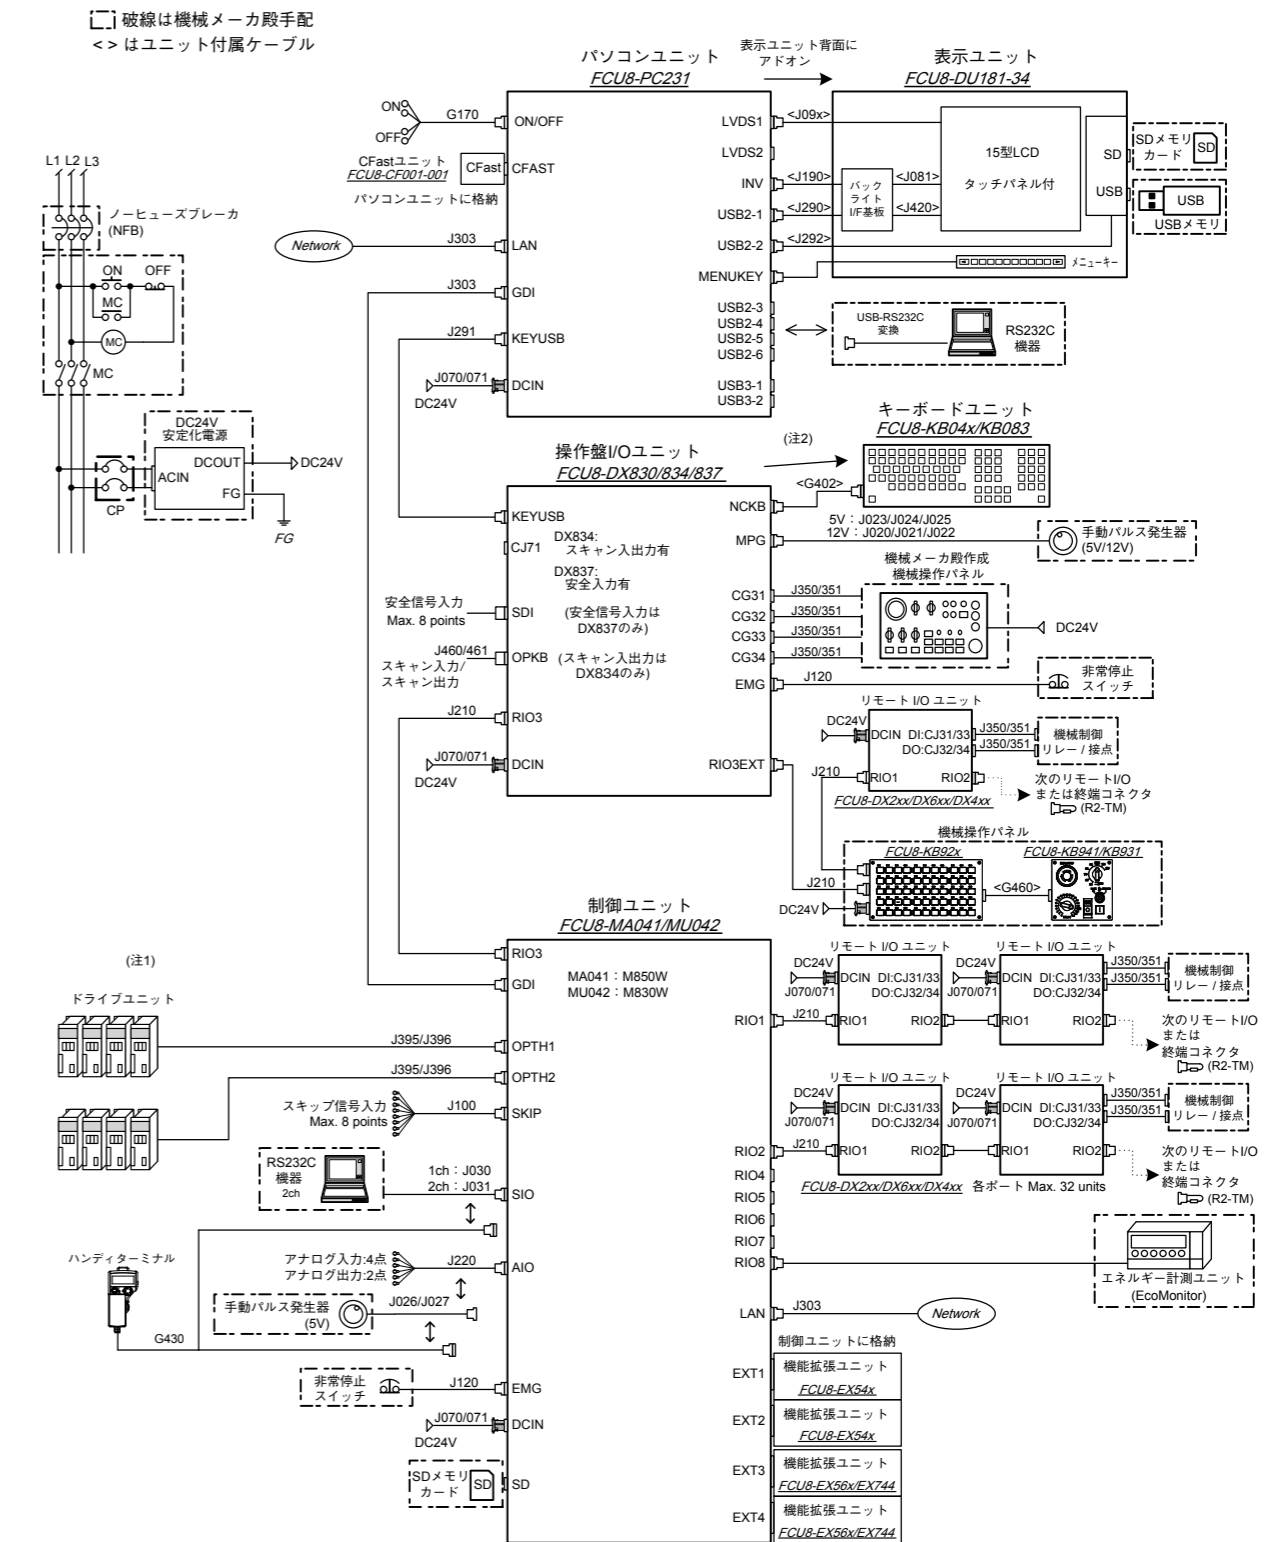 破線は機械メーカ殿手配
< > はユニット付属ケーブル
パソコンユニット
FCU8-PC231
表示ユニット背面に
アドオン
表示ユニット
FCU8-DU181-34
ON
OFF
G170
ON/OFF
CFastユニット
FCU8-CF001-001
CFast
CFAST
パソコンユニットに格納
Network
J303
LAN
J303
GDI
J291
KEYUSB
J070/071
DCIN
DC24V
LVDS1
LVDS2
INV
USB2-1
USB2-2
MENUKEY
USB2-3
USB2-4
USB2-5
USB2-6
USB3-1
USB3-2
<J09x>
<J190>
<J290>
<J292>
バック
ライト
I/F基板
<J081>
<J420>
15型LCD
タッチパネル付
SD
USB
メニューキー
SDメモリ
カード
SD
USB
USBメモリ
USB-RS232C
変換
RS232C
機器
L1 L2 L3
ノーヒューズブレーカ
(NFB)
ON
OFF
MC
MC
MC
DC24V
安定化電源
DCOUT
ACIN
FG
DC24V
FG
CP
操作盤I/Oユニット
FCU8-DX830/834/837
(注2)
キーボードユニット
FCU8-KB04x/KB083
KEYUSB
CJ71
DX834:
スキャン入出力有
DX837:
安全入力有
安全信号入力
Max. 8 points
SDI
(安全信号入力は
DX837のみ)
J460/461
スキャン入力/
スキャン出力
OPKB
(スキャン入出力は
DX834のみ)
J210
RIO3
J070/071
DCIN
DC24V
NCKB
<G402>
MPG
5V：J023/J024/J025
12V：J020/J021/J022
手動パルス発生器
(5V/12V)
機械メーカ殿作成
機械操作パネル
CG31
J350/351
CG32
J350/351
CG33
J350/351
CG34
J350/351
DC24V
EMG
J120
非常停止
スイッチ
RIO3EXT
リモート I/O ユニット
DC24V
DCIN
DI:CJ31/33
DO:CJ32/34
J350/351
J350/351
機械制御
リレー / 接点
J210
RIO1
RIO2
FCU8-DX2xx/DX6xx/DX4xx
次のリモートI/O
または終端コネクタ
(R2-TM)
機械操作パネル
FCU8-KB92x
FCU8-KB941/KB931
J210
DC24V
<G460>
制御ユニット
FCU8-MA041/MU042
(注1)
ドライブユニット
RIO3
GDI
MA041：M850W
MU042：M830W
J395/J396
OPTH1
J395/J396
OPTH2
スキップ信号入力
Max. 8 points
J100
SKIP
RS232C
機器
2ch
1ch：J030
2ch：J031
SIO
ハンディターミナル
アナログ入力:4点
アナログ出力:2点
J220
AIO
手動パルス発生器
(5V)
J026/J027
G430
非常停止
スイッチ
J120
EMG
J070/071
DCIN
DC24V
SDメモリ
カード
SD
SD
RIO1
J210
リモート I/O ユニット
DC24V
J070/071
DCIN
DI:CJ31/33
DO:CJ32/34
RIO1
RIO2
リモート I/O ユニット
DC24V
J070/071
DCIN
DI:CJ31/33
DO:CJ32/34
RIO1
RIO2
J350/351
J350/351
機械制御
リレー / 接点
次のリモートI/O
または
終端コネクタ
(R2-TM)
RIO2
J210
リモート I/O ユニット
DC24V
J070/071
DCIN
DI:CJ31/33
DO:CJ32/34
RIO1
RIO2
リモート I/O ユニット
DC24V
J070/071
DCIN
DI:CJ31/33
DO:CJ32/34
RIO1
RIO2
J350/351
J350/351
機械制御
リレー / 接点
次のリモートI/O
または
終端コネクタ
(R2-TM)
FCU8-DX2xx/DX6xx/DX4xx 各ポート Max. 32 units
RIO4
RIO5
RIO6
RIO7
RIO8
エネルギー計測ユニット
(EcoMonitor)
LAN
J303
Network
制御ユニットに格納
EXT1
機能拡張ユニット
FCU8-EX54x
EXT2
機能拡張ユニット
FCU8-EX54x
EXT3
機能拡張ユニット
FCU8-EX56x/EX744
EXT4
機能拡張ユニット
FCU8-EX56x/EX744